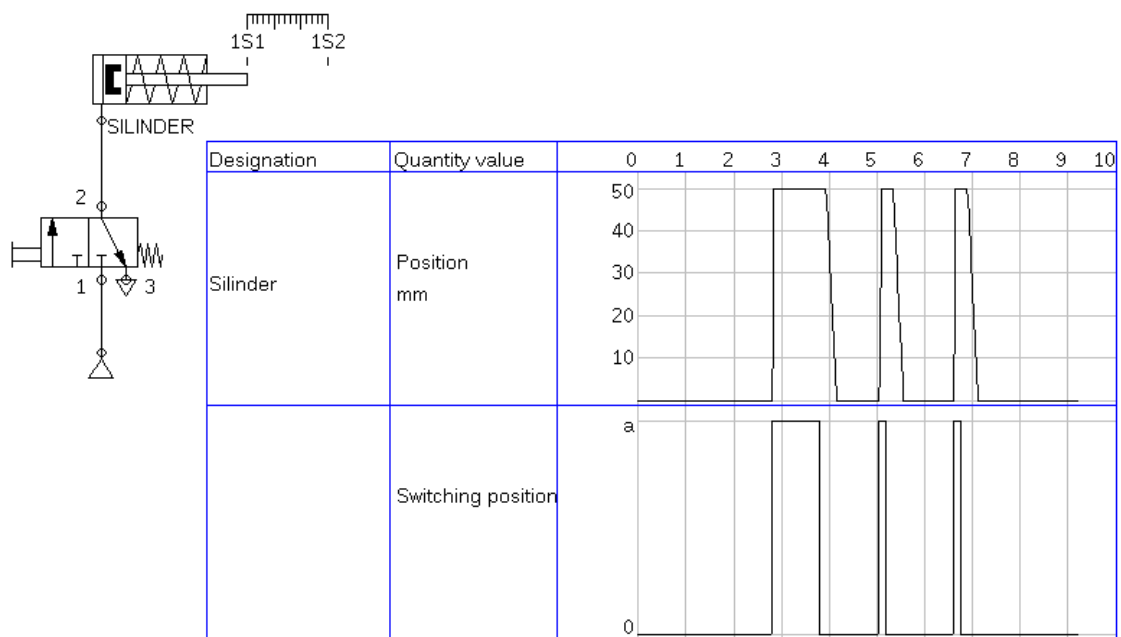 1S1 1S2
SILINDER
2
1 3
Designation Quantity value 0 1 2 3 4 5 6 7 8 9 10
50
40
Position
30
Silinder
mm
20
10
a
Switching position
0